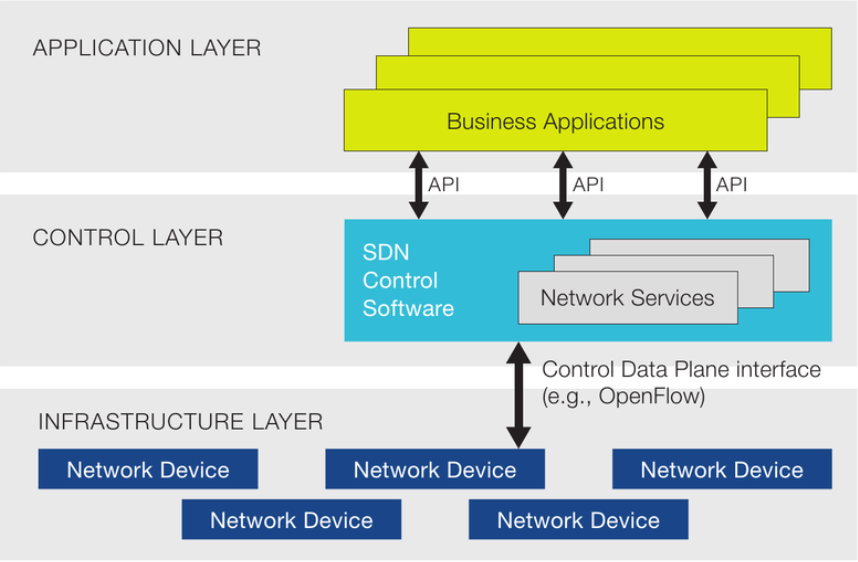 APPLICATION LAYER
Business Applications
API
API
API
CONTROL LAYER
SDN
Control
Software
Network Services
Control Data Plane interface
(e.g., OpenFlow)
INFRASTRUCTURE LAYER
Network Device
Network Device
Network Device
Network Device
Network Device